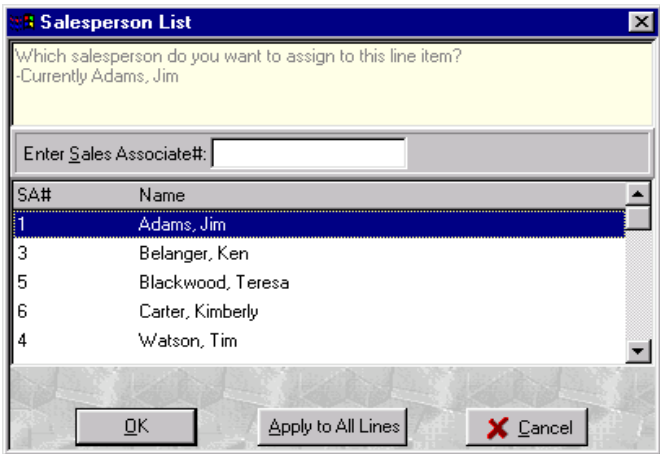 Salesperson List
Which salesperson do you want to assign to this line item?
-Currently Adams, Jim
Enter Sales Associate#:
SA# Name
1 Adams, Jim
3 Belanger, Ken
5 Blackwood, Teresa
6 Carter, Kimberly
4 Watson, Tim
OK Apply to All Lines Cancel